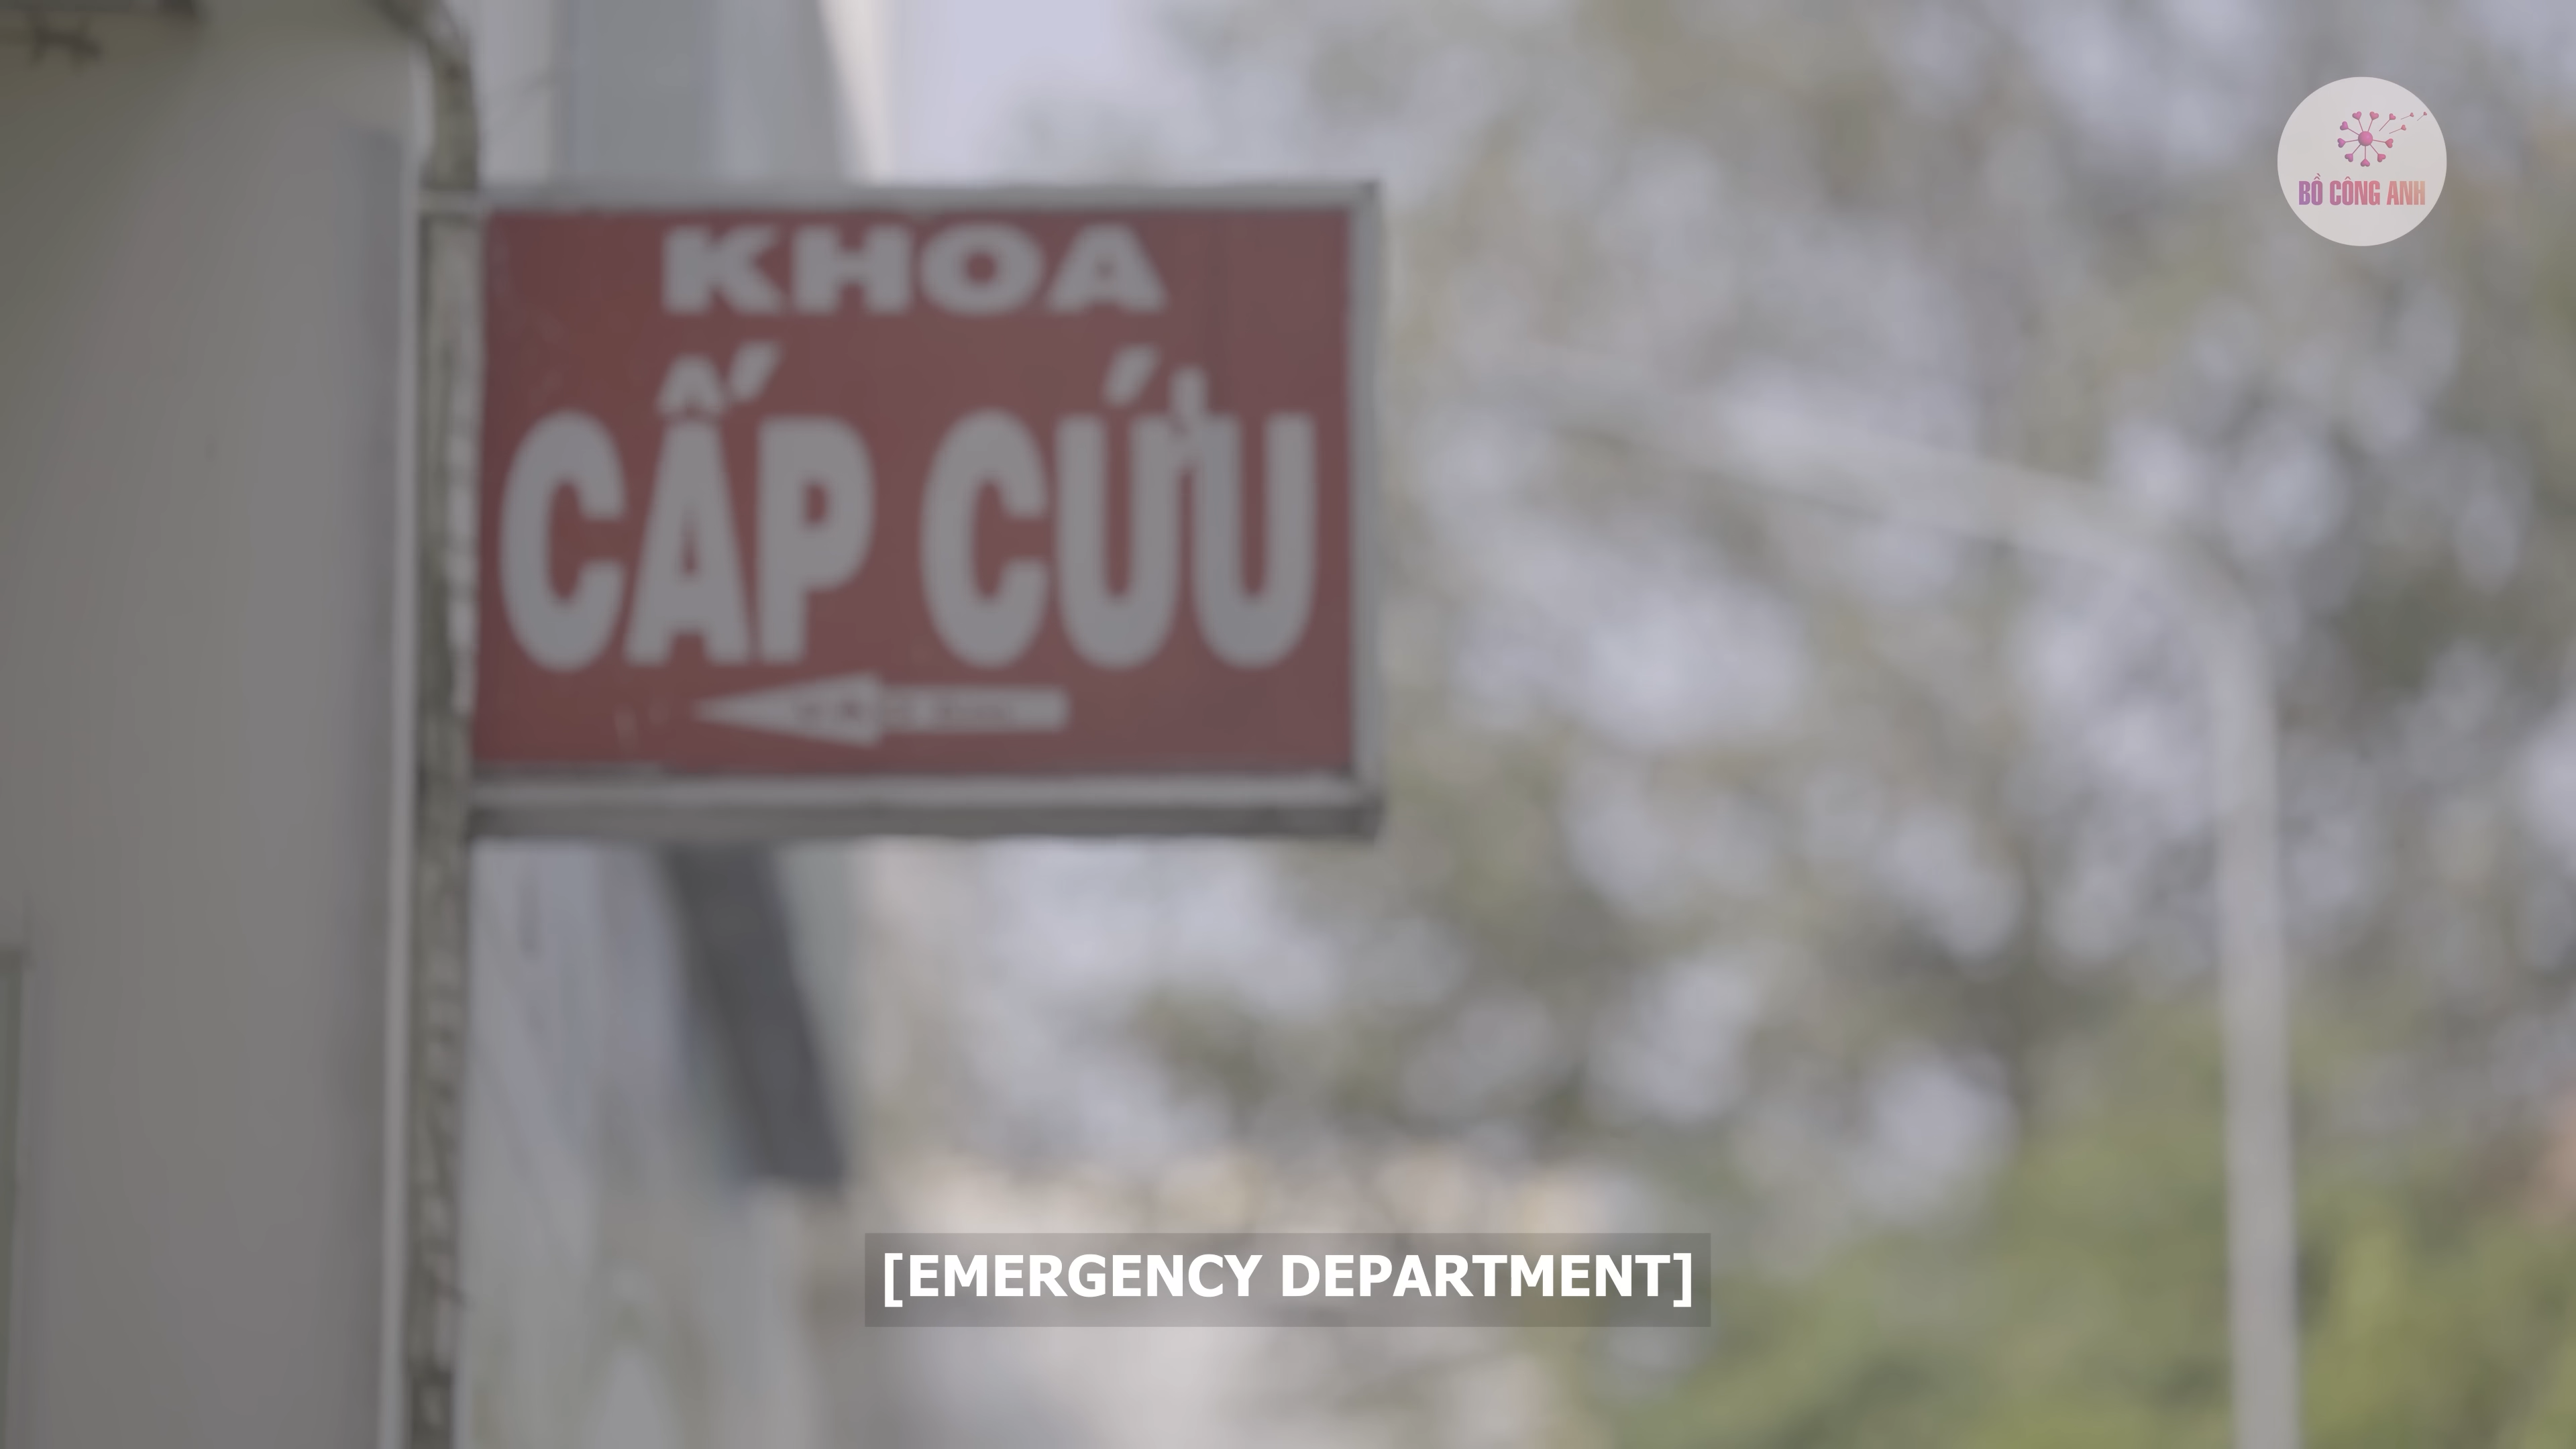 BỒ CÔNG ANH
KHOA
CẤP CỨU
[EMERGENCY DEPARTMENT]